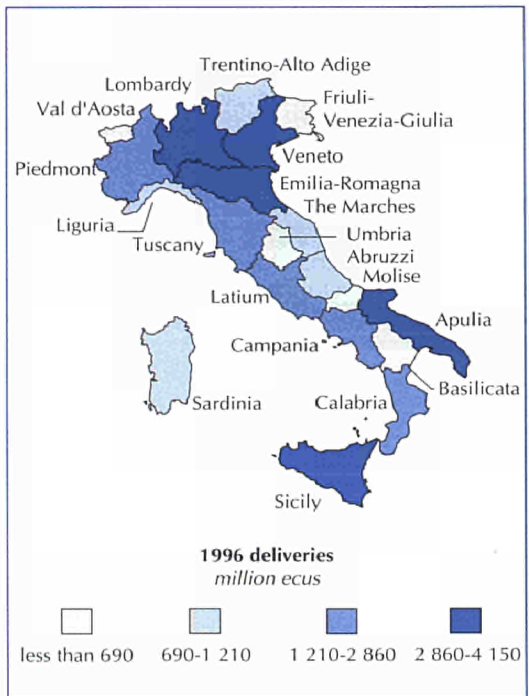 Trentino-Alto Adige
Lombardy
Val d'Aosta
Friuli-
Venezia-Giulia
Piedmont
Veneto
Emilia-Romagna
The Marches
Liguria
Umbria
Tuscany
Abruzzi
Molise
Latium
Apulia
Campania
Basilicata
Sardinia
Calabria
Sicily
1996 deliveries
million ecus
less than 690
690-1 210
1 210-2 860
2 860-4 150